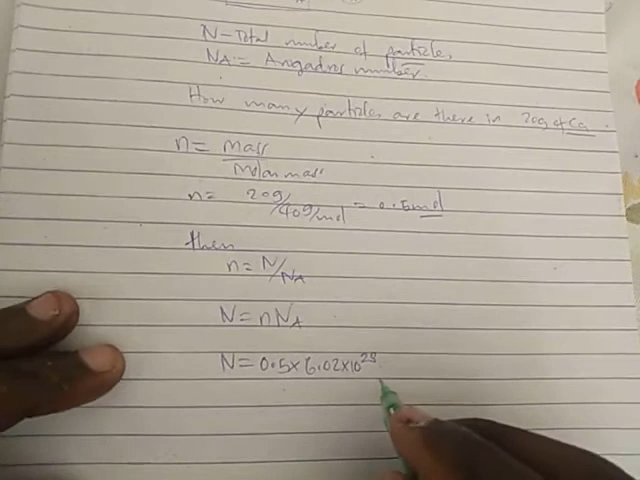 N - Total number of particles
NA:- Avogadros number.
How many particles are there in 20g of Ca.
n = Mass
Molar mass
n = 20g/40g/mol = 0.5mol
then
n = N/NA
N = nNA
N = 0.5×6.02×10²³